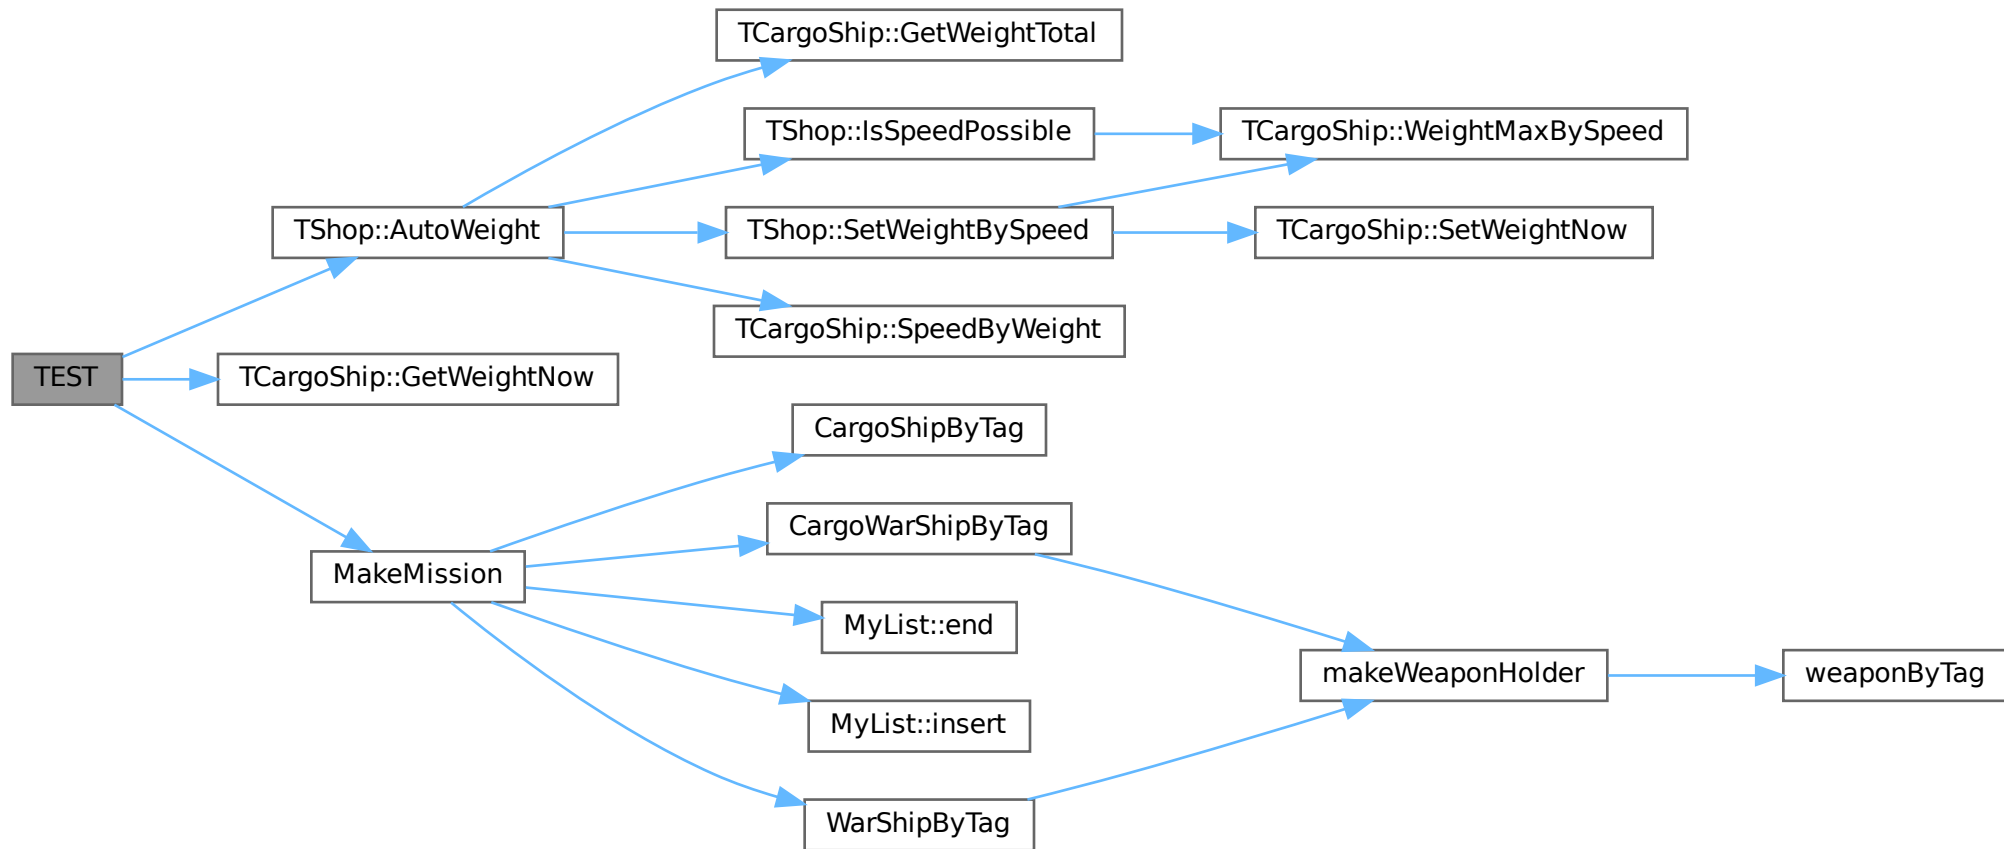 TCargoShip::GetWeightTotal
TShop::IsSpeedPossible
TCargoShip::WeightMaxBySpeed
TShop::AutoWeight
TShop::SetWeightBySpeed
TCargoShip::SetWeightNow
TCargoShip::SpeedByWeight
TEST
TCargoShip::GetWeightNow
CargoShipByTag
CargoWarShipByTag
MakeMission
MyList::end
makeWeaponHolder
weaponByTag
MyList::insert
WarShipByTag